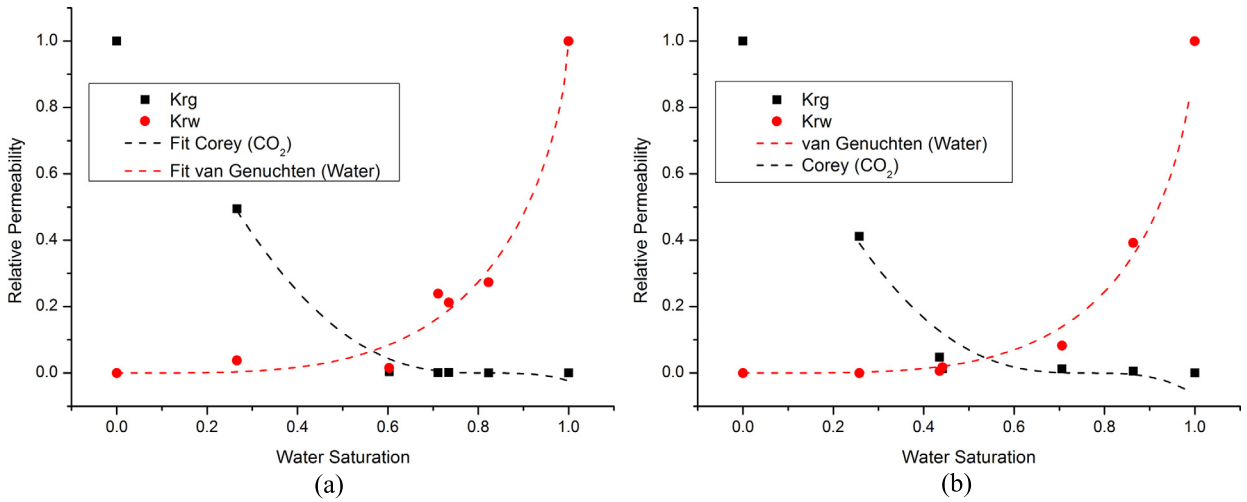 1.0
0.8
0.6
0.4
0.2
0.0
Relative Permeability
Krg
Krw
Fit Corey (CO₂)
Fit van Genuchten (Water)
0.0 0.2 0.4 0.6 0.8 1.0
Water Saturation
(a)
1.0
0.8
0.6
0.4
0.2
0.0
Relative Permeability
Krg
Krw
van Genuchten (Water)
Corey (CO₂)
0.0 0.2 0.4 0.6 0.8 1.0
Water Saturation
(b)